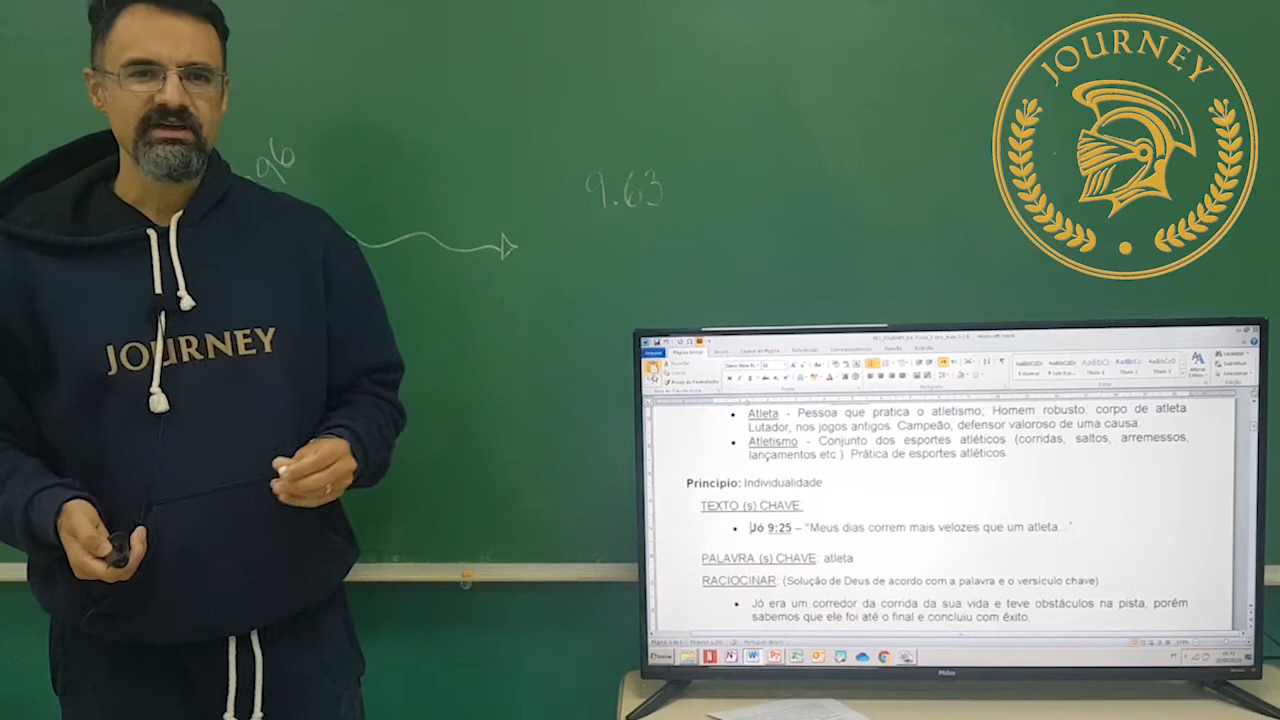 JOURNEY
96
9.63
JOURNEY
Atleta - Pessoa que pratica o atletismo; Homem robusto corpo de atleta.
Lutador, nos jogos antigos. Campeão, defensor valoroso de uma causa.
Atletismo - Conjunto dos esportes atléticos (corridas, saltos, arremessos,
lançamentos etc.) Prática de esportes atléticos.
Princípio: Individualidade
TEXTO (s) CHAVE:
Jó 9:25 – “Meus dias correm mais velozes que um atleta...”
PALAVRA (s) CHAVE: atleta
RACIOCINAR: (Solução de Deus de acordo com a palavra e o versículo chave)
Jó era um corredor da corrida da sua vida e teve obstáculos na pista, porém
sabemos que ele foi até o final e concluiu com êxito.
Philco